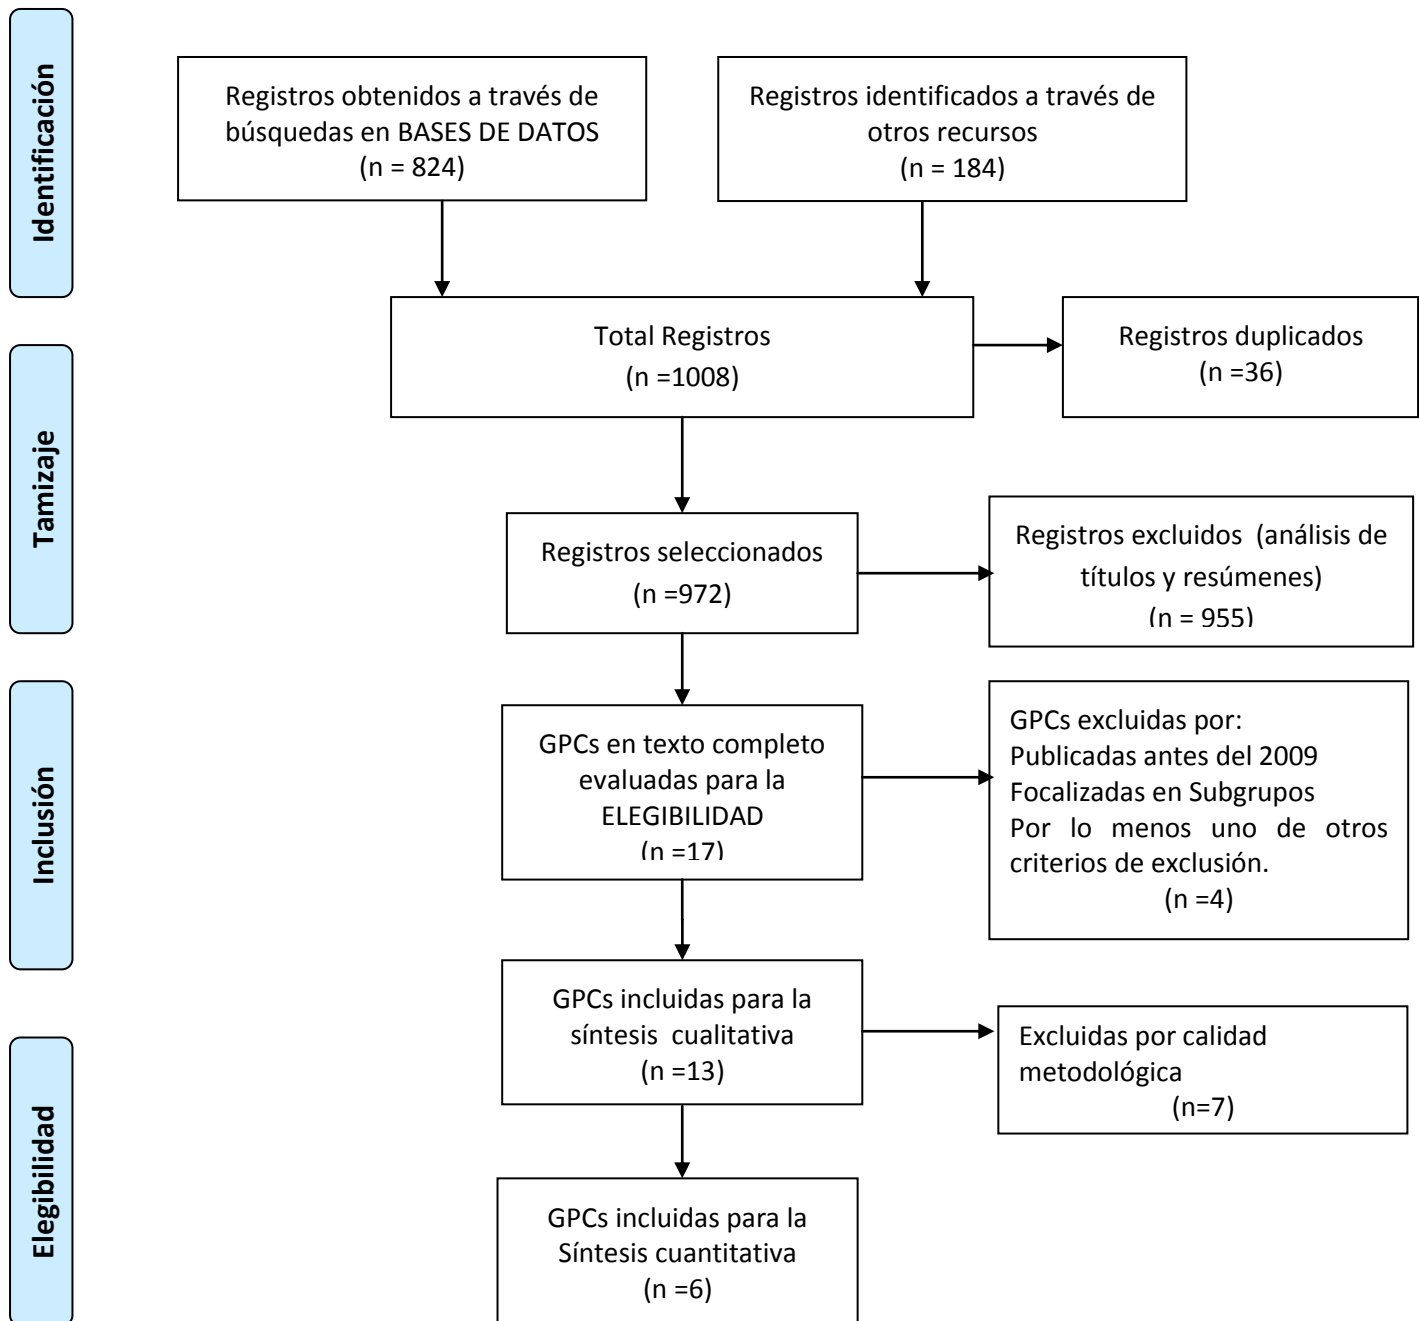 Identificación
Registros obtenidos a través de
búsquedas en BASES DE DATOS
(n = 824)
Registros identificados a través de
otros recursos
(n = 184)
Total Registros
(n =1008)
Registros duplicados
(n =36)
Tamizaje
Registros seleccionados
(n =972)
Registros excluidos (análisis de
títulos y resúmenes)
(n = 955)
Inclusión
GPCs en texto completo
evaluadas para la
ELEGIBILIDAD
(n =17)
GPCs excluidas por:
Publicadas antes del 2009
Focalizadas en Subgrupos
Por lo menos uno de otros
criterios de exclusión.
(n =4)
GPCs incluidas para la
síntesis cualitativa
(n =13)
Excluidas por calidad
metodológica
(n=7)
Elegibilidad
GPCs incluidas para la
Síntesis cuantitativa
(n =6)